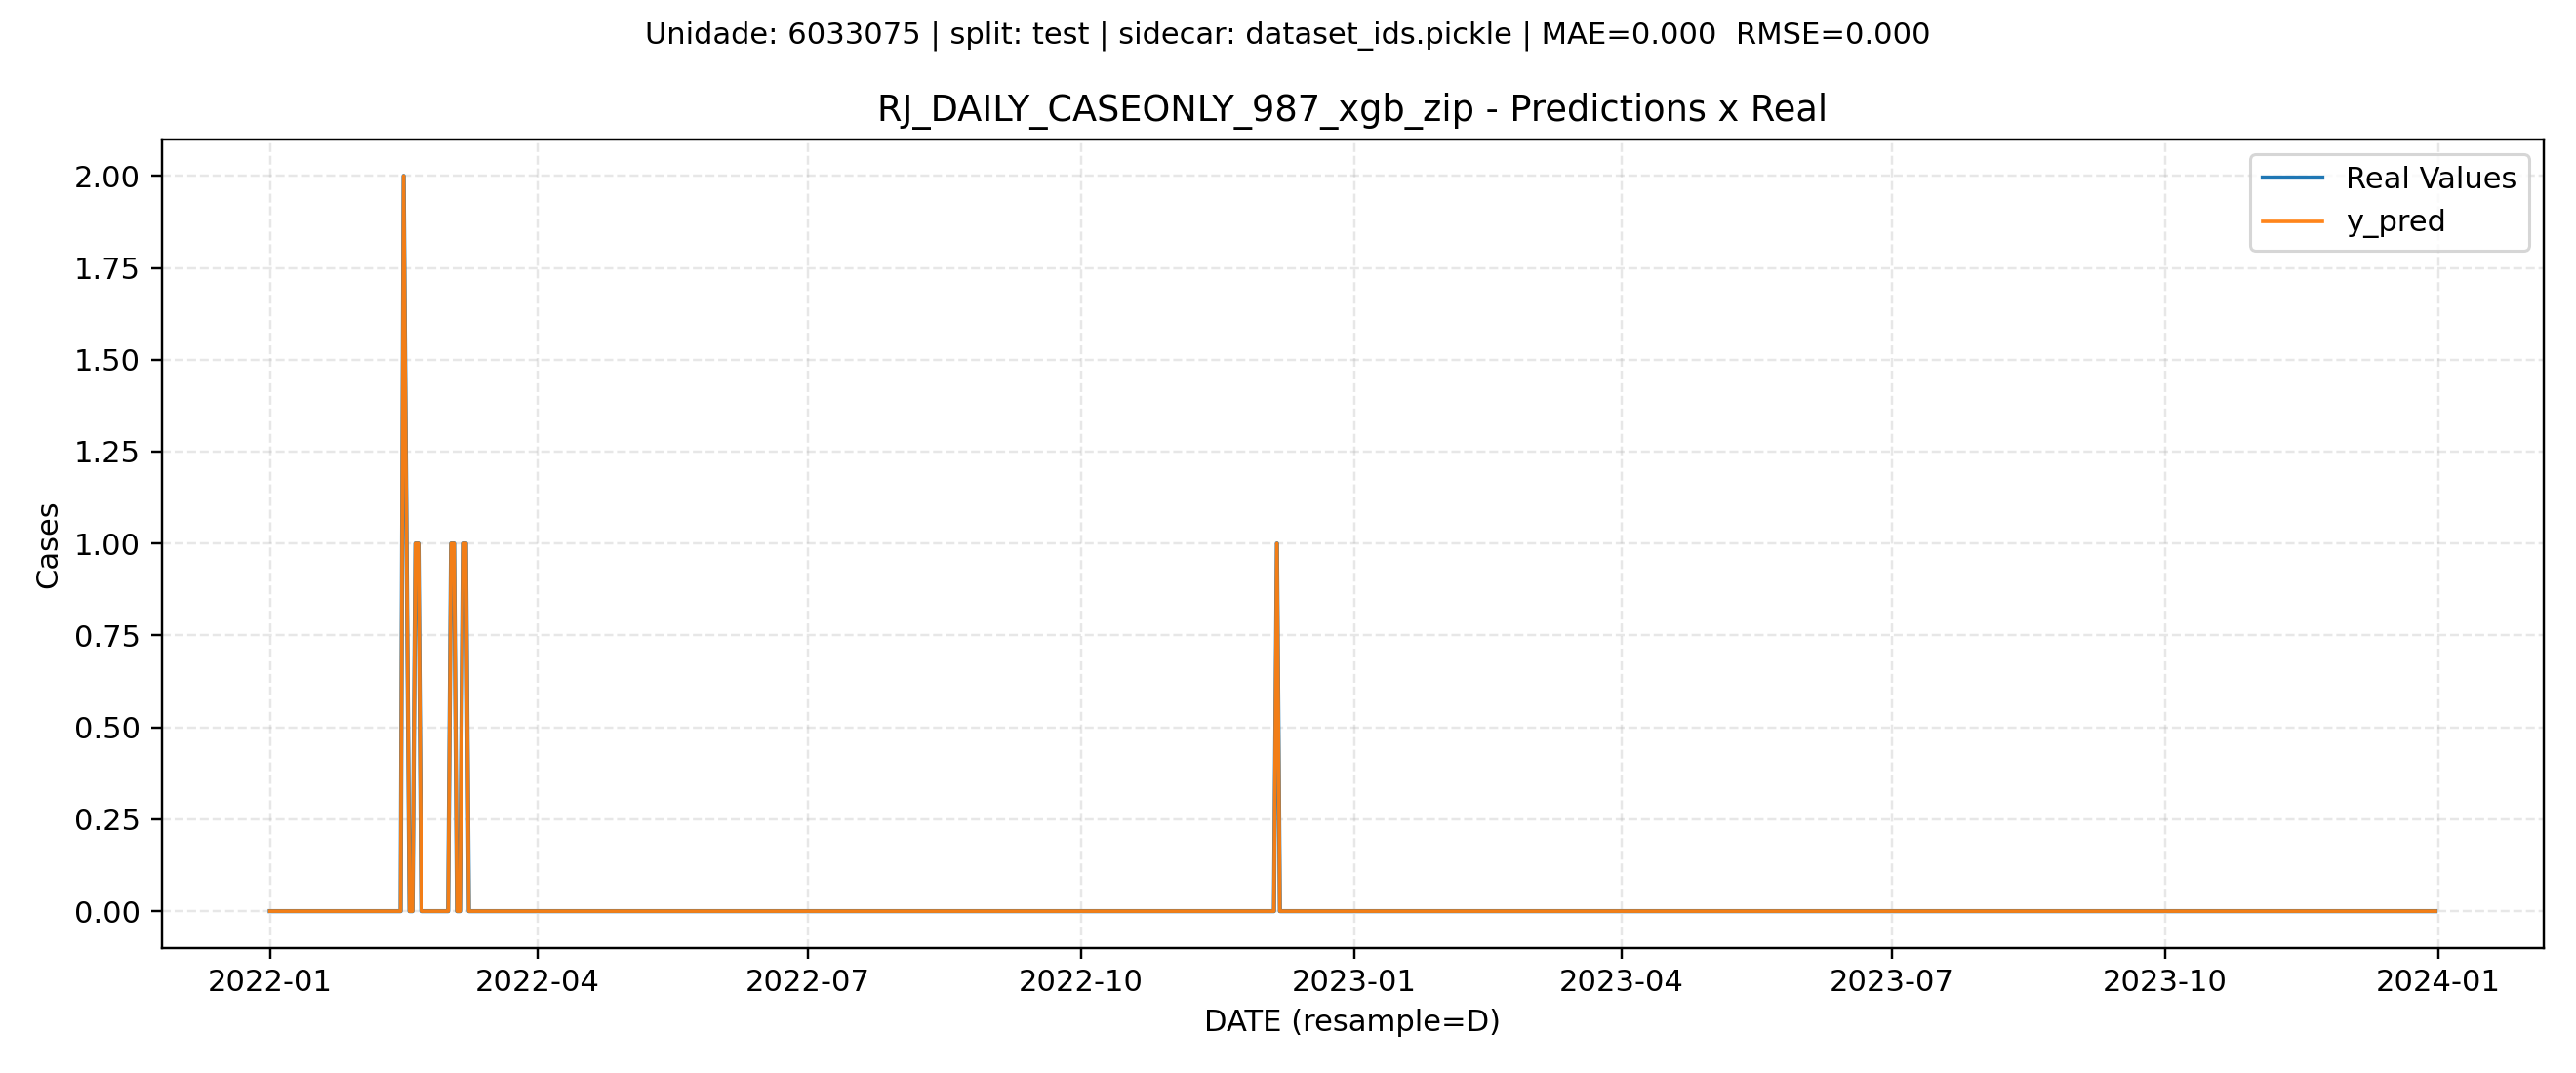 Unidade: 6033075 | split: test | sidecar: dataset_ids.pickle | MAE=0.000  RMSE=0.000
RJ_DAILY_CASEONLY_987_xgb_zip - Predictions x Real
Real Values
y_pred
Cases
2.00
1.75
1.50
1.25
1.00
0.75
0.50
0.25
0.00
2022-01 2022-04 2022-07 2022-10 2023-01 2023-04 2023-07 2023-10 2024-01
DATE (resample=D)